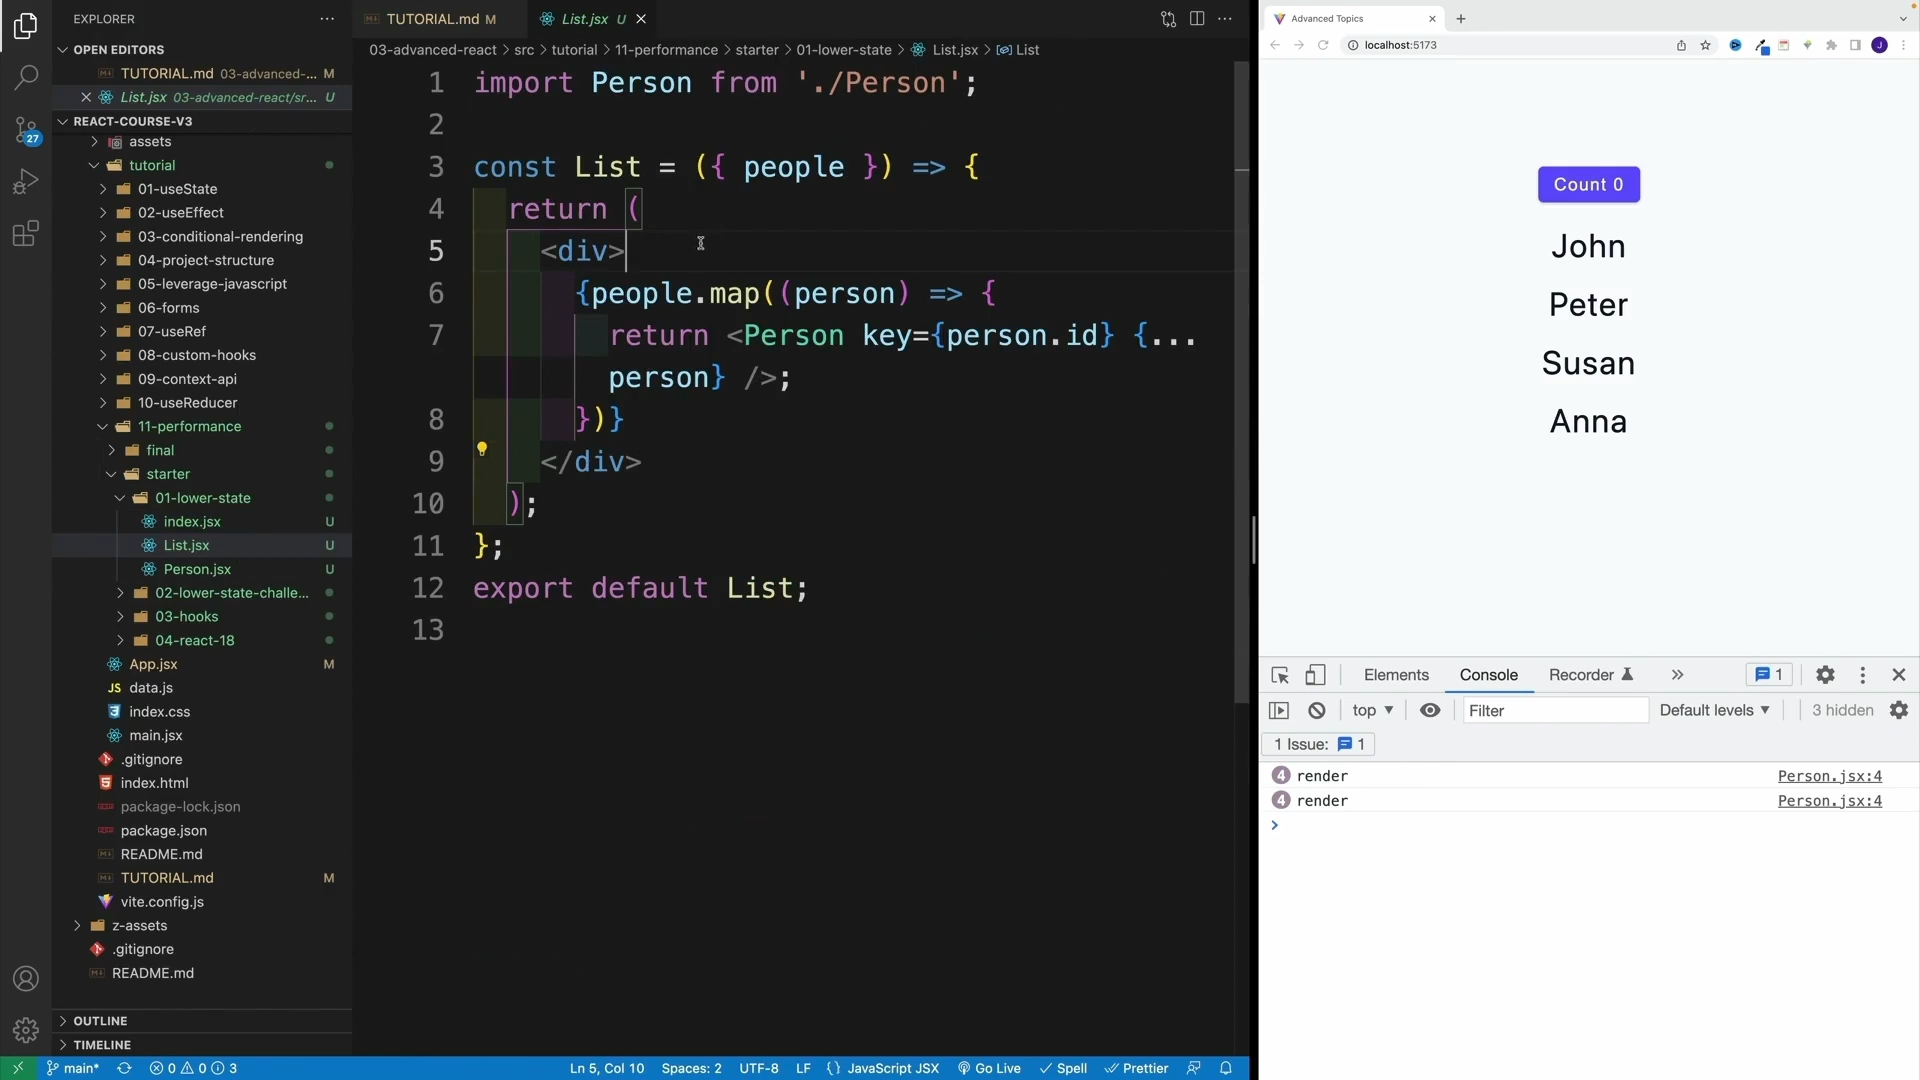 EXPLORER
OPEN EDITORS
TUTORIAL.md 03-advanced-... M
List.jsx 03-advanced-react/sr... U
REACT-COURSE-V3
assets
tutorial
01-useState
02-useEffect
03-conditional-rendering
04-project-structure
05-leverage-javascript
06-forms
07-useRef
08-custom-hooks
09-context-api
10-useReducer
11-performance
final
starter
01-lower-state
index.jsx U
List.jsx U
Person.jsx U
02-lower-state-challe...
03-hooks
04-react-18
App.jsx M
JS data.js
index.css
main.jsx
.gitignore
index.html
package-lock.json
package.json
README.md
TUTORIAL.md M
vite.config.js
z-assets
.gitignore
README.md
OUTLINE
TIMELINE
27
TUTORIAL.md M
List.jsx U
03-advanced-react > src > tutorial > 11-performance > starter > 01-lower-state > List.jsx > List
1 import Person from './Person';
2
3 const List = ({ people }) => {
4 return (
5 <div>
6 {people.map((person) => {
7 return <Person key={person.id} {...
person} />;
8 })}
9 </div>
10 );
11 };
12 export default List;
13
main* 0 0 3
Ln 5, Col 10 Spaces: 2 UTF-8 LF {} JavaScript JSX Go Live Spell Prettier
Advanced Topics
localhost:5173
J
Count 0
John
Peter
Susan
Anna
Elements Console Recorder 1
top Filter Default levels 3 hidden
1 Issue: 1
4 render Person.jsx:4
4 render Person.jsx:4
>